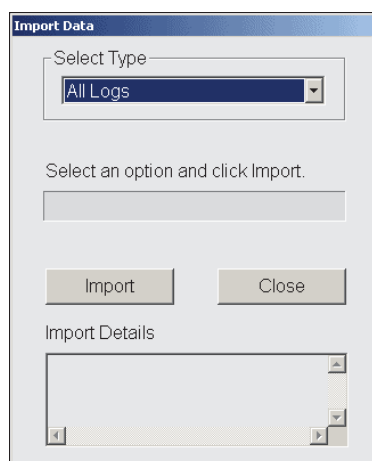 Import Data
Select Type
All Logs
Select an option and click Import.
Import
Close
Import Details